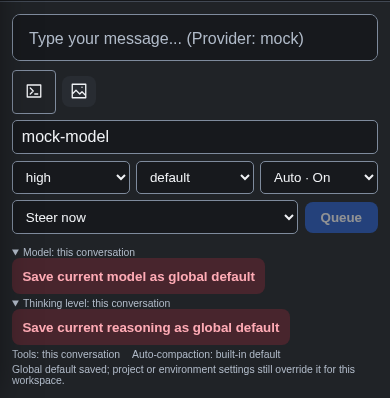 Type your message... (Provider: mock)
mock-model
high default Auto · On
Steer now Queue
▼ Model: this conversation
Save current model as global default
▼ Thinking level: this conversation
Save current reasoning as global default
Tools: this conversation Auto-compaction: built-in default
Global default saved; project or environment settings still override it for this
workspace.